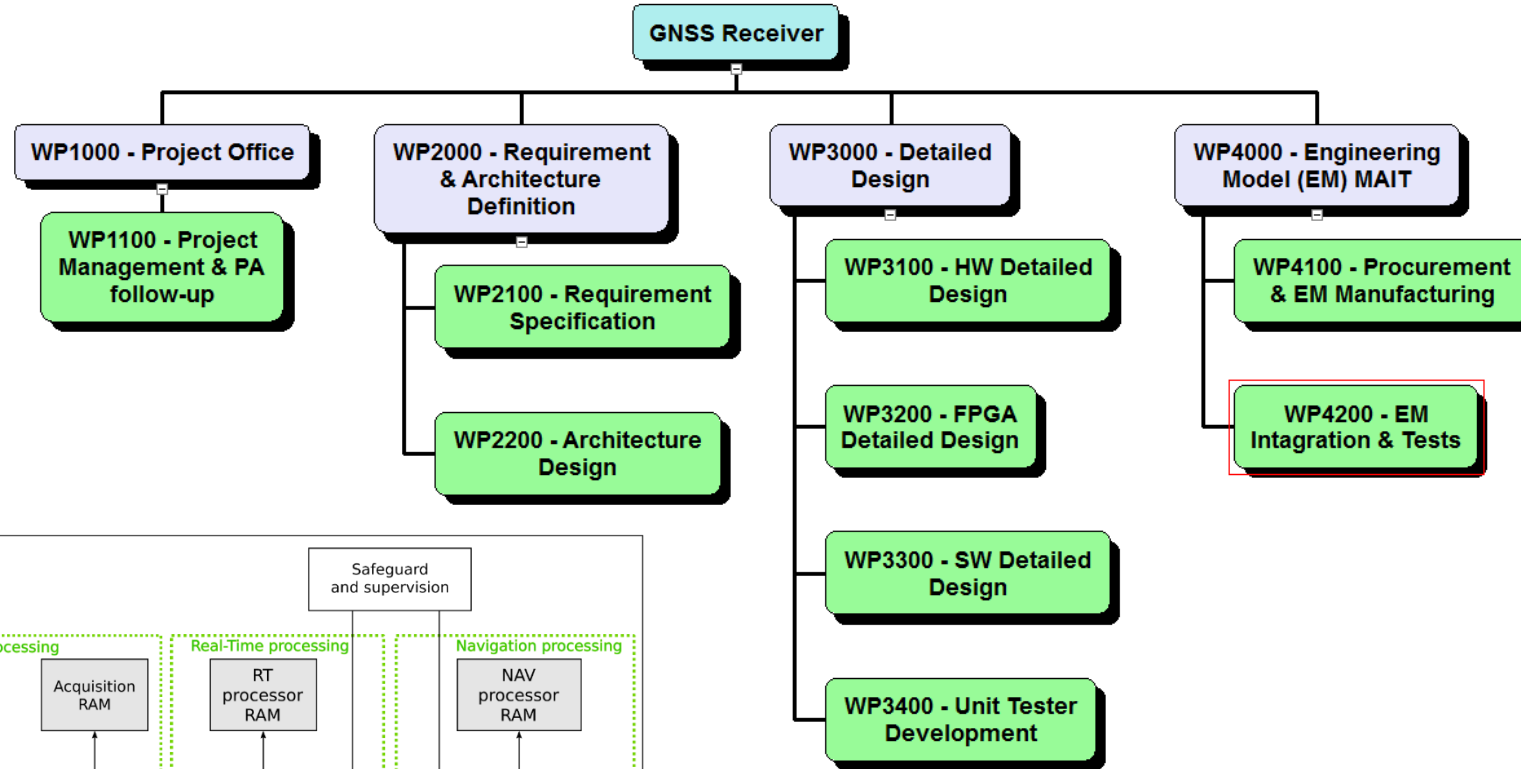 GNSS Receiver
WP1000 - Project Office
WP1100 - Project
Management & PA
follow-up
WP2000 - Requirement
& Architecture
Definition
WP2100 - Requirement
Specification
WP2200 - Architecture
Design
WP3000 - Detailed
Design
WP3100 - HW Detailed
Design
WP3200 - FPGA
Detailed Design
WP3300 - SW Detailed
Design
WP3400 - Unit Tester
Development
WP4000 - Engineering
Model (EM) MAIT
WP4100 - Procurement
& EM Manufacturing
WP4200 - EM
Intagration & Tests
Safeguard
and supervision
Real-Time processing
Navigation processing
Acquisition
RAM
RT
processor
RAM
NAV
processor
RAM